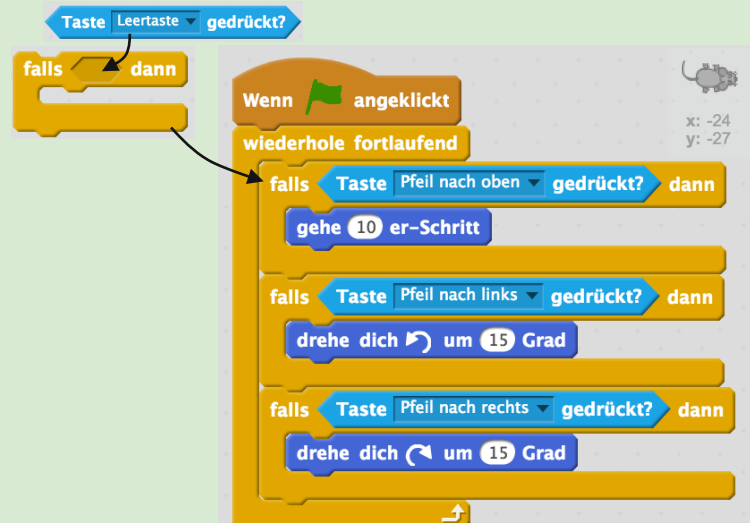 Taste Leertaste gedrückt?
falls dann
Wenn angeklickt
x: -24
y: -27
wiederhole fortlaufend
falls Taste Pfeil nach oben gedrückt? dann
gehe 10 er-Schritt
falls Taste Pfeil nach links gedrückt? dann
drehe dich um 15 Grad
falls Taste Pfeil nach rechts gedrückt? dann
drehe dich um 15 Grad